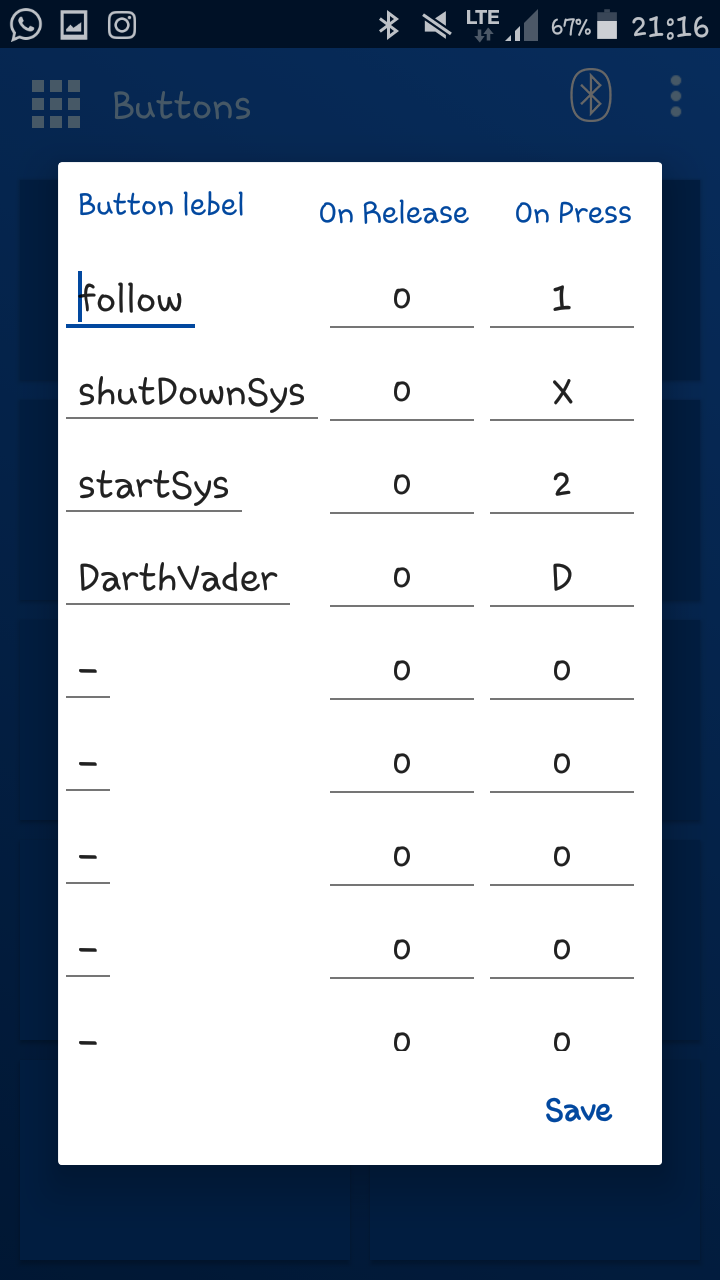 LTE 67% 21:16
Buttons
Button lebel On Release On Press
follow 0 1
shutDownSys 0 X
startSys 0 2
DarthVader 0 D
- 0 0
- 0 0
- 0 0
- 0 0
- 0 0
Save